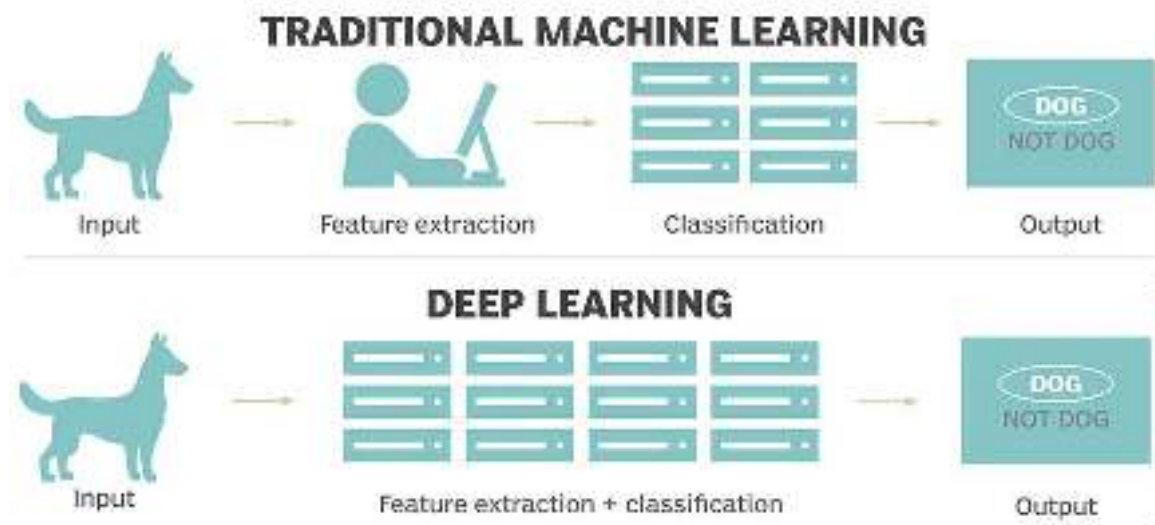 TRADITIONAL MACHINE LEARNING
DOG
NOT DOG
Input
Feature extraction
Classification
Output
DEEP LEARNING
DOG
NOT DOG
Input
Feature extraction + classification
Output